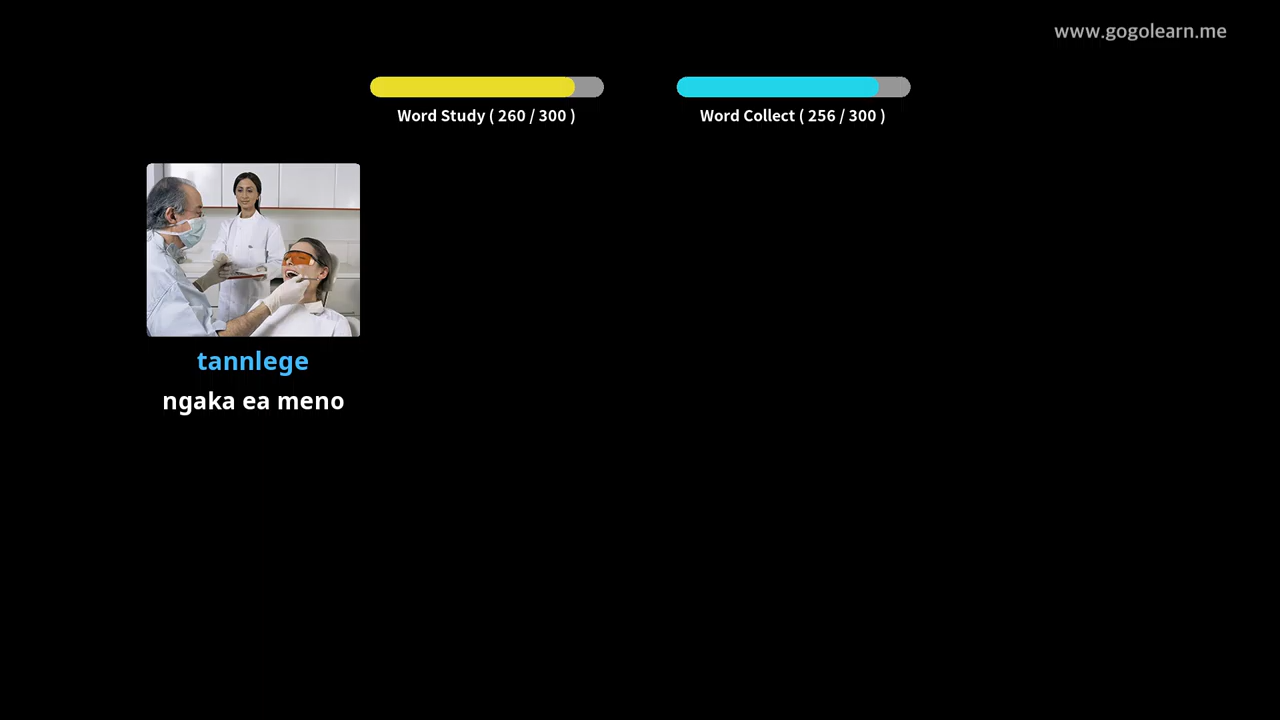 www.gogolearn.me
Word Study ( 260 / 300 )
Word Collect ( 256 / 300 )
tannlege
ngaka ea meno